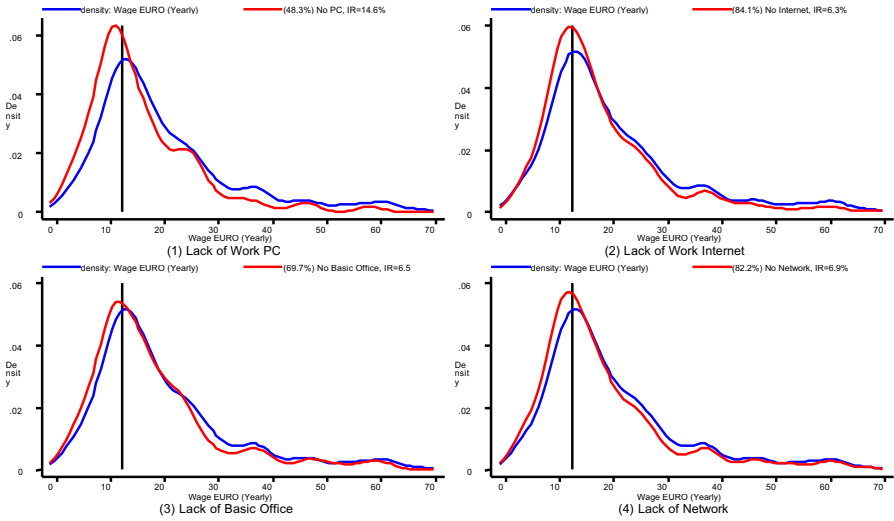 density: Wage EURO (Yearly) (48.3%) No PC, IR=14.6%
.06
De
nsit
y
.04
.02
0
0 10 20 30 40 50 60 70
Wage EURO (Yearly)
(1) Lack of Work PC
density: Wage EURO (Yearly) (84.1%) No Internet, IR=6.3%
.06
De
nsit
y
.04
.02
0
0 10 20 30 40 50 60 70
Wage EURO (Yearly)
(2) Lack of Work Internet
density: Wage EURO (Yearly) (69.7%) No Basic Office, IR=6.5
.06
De
nsit
y
.04
.02
0
0 10 20 30 40 50 60 70
Wage EURO (Yearly)
(3) Lack of Basic Office
density: Wage EURO (Yearly) (82.2%) No Network, IR=6.9%
.06
De
nsit
y
.04
.02
0
0 10 20 30 40 50 60 70
Wage EURO (Yearly)
(4) Lack of Network